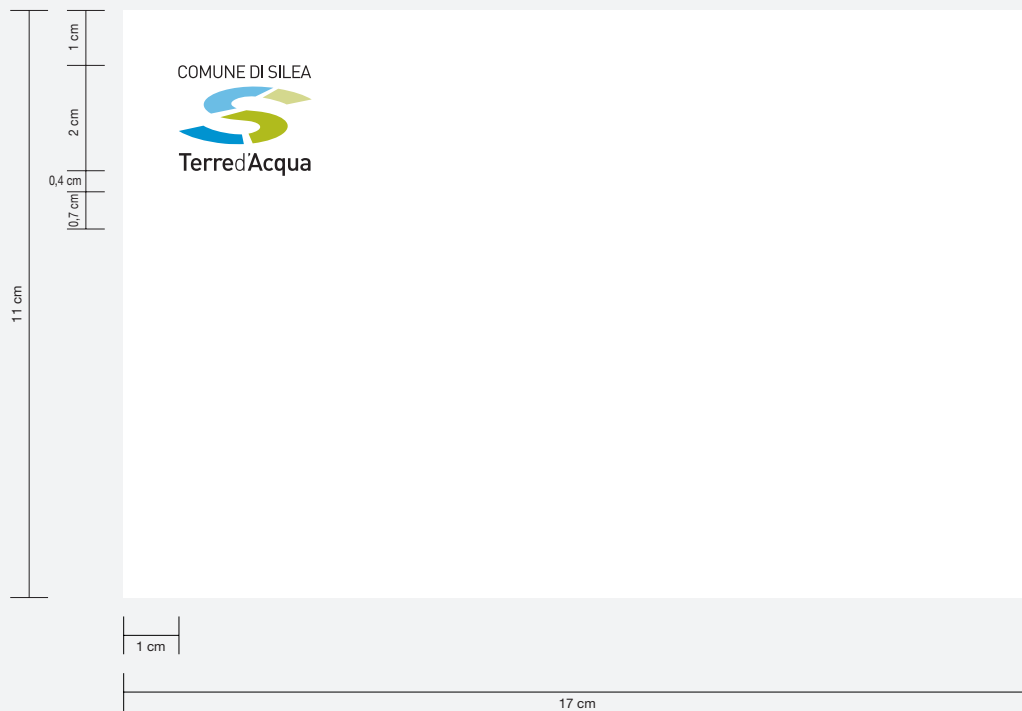 1 cm
COMUNE DI SILEA
2 cm
Terred'Acqua
0,4 cm
0,7 cm
11 cm
1 cm
17 cm